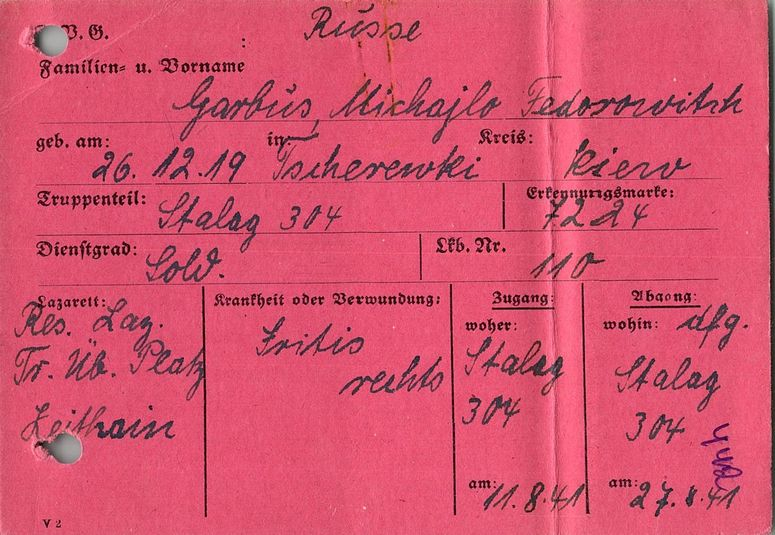 V. G. : Russe
Familien- u. Vorname
Garbus, Michajlo Fedorowitch
geb. am: in: Kreis:
26.12.19 Tscherewki Kiew
Truppenteil: Erkennungsmarke:
Stalag 304 7224
Dienstgrad: Lkb. Nr.
Sold. 110
Lazarett: Krankheit oder Verwundung: Zugang: Abgang:
Res. Laz. woher: wohin: dfg.
Tr. Üb. Platz Iritis Stalag Stalag
rechts 304 304
Zeithain
am: 11.8.41 am: 27.8.41
V 2